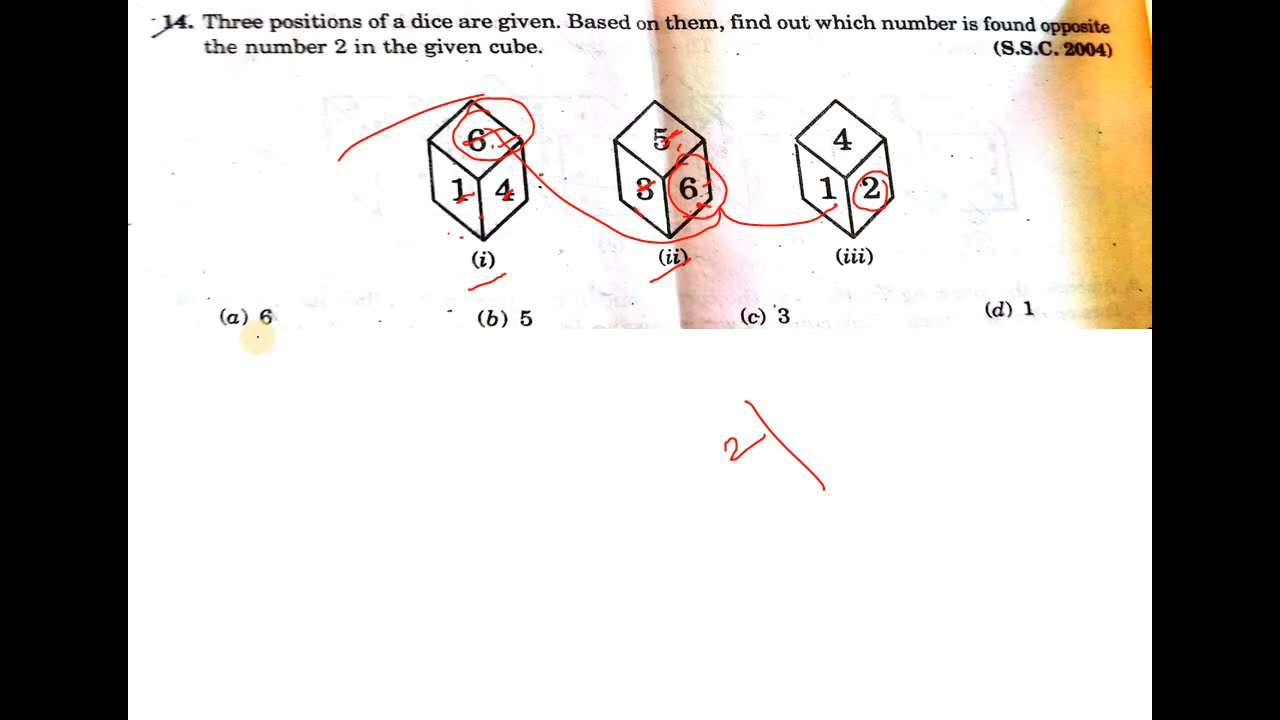 14. Three positions of a dice are given. Based on them, find out which number is found opposite
the number 2 in the given cube. (S.S.C. 2004)
6 5 4
1 4 3 6 1 2
(i) (ii) (iii)
(a) 6 (b) 5 (c) 3 (d) 1
2